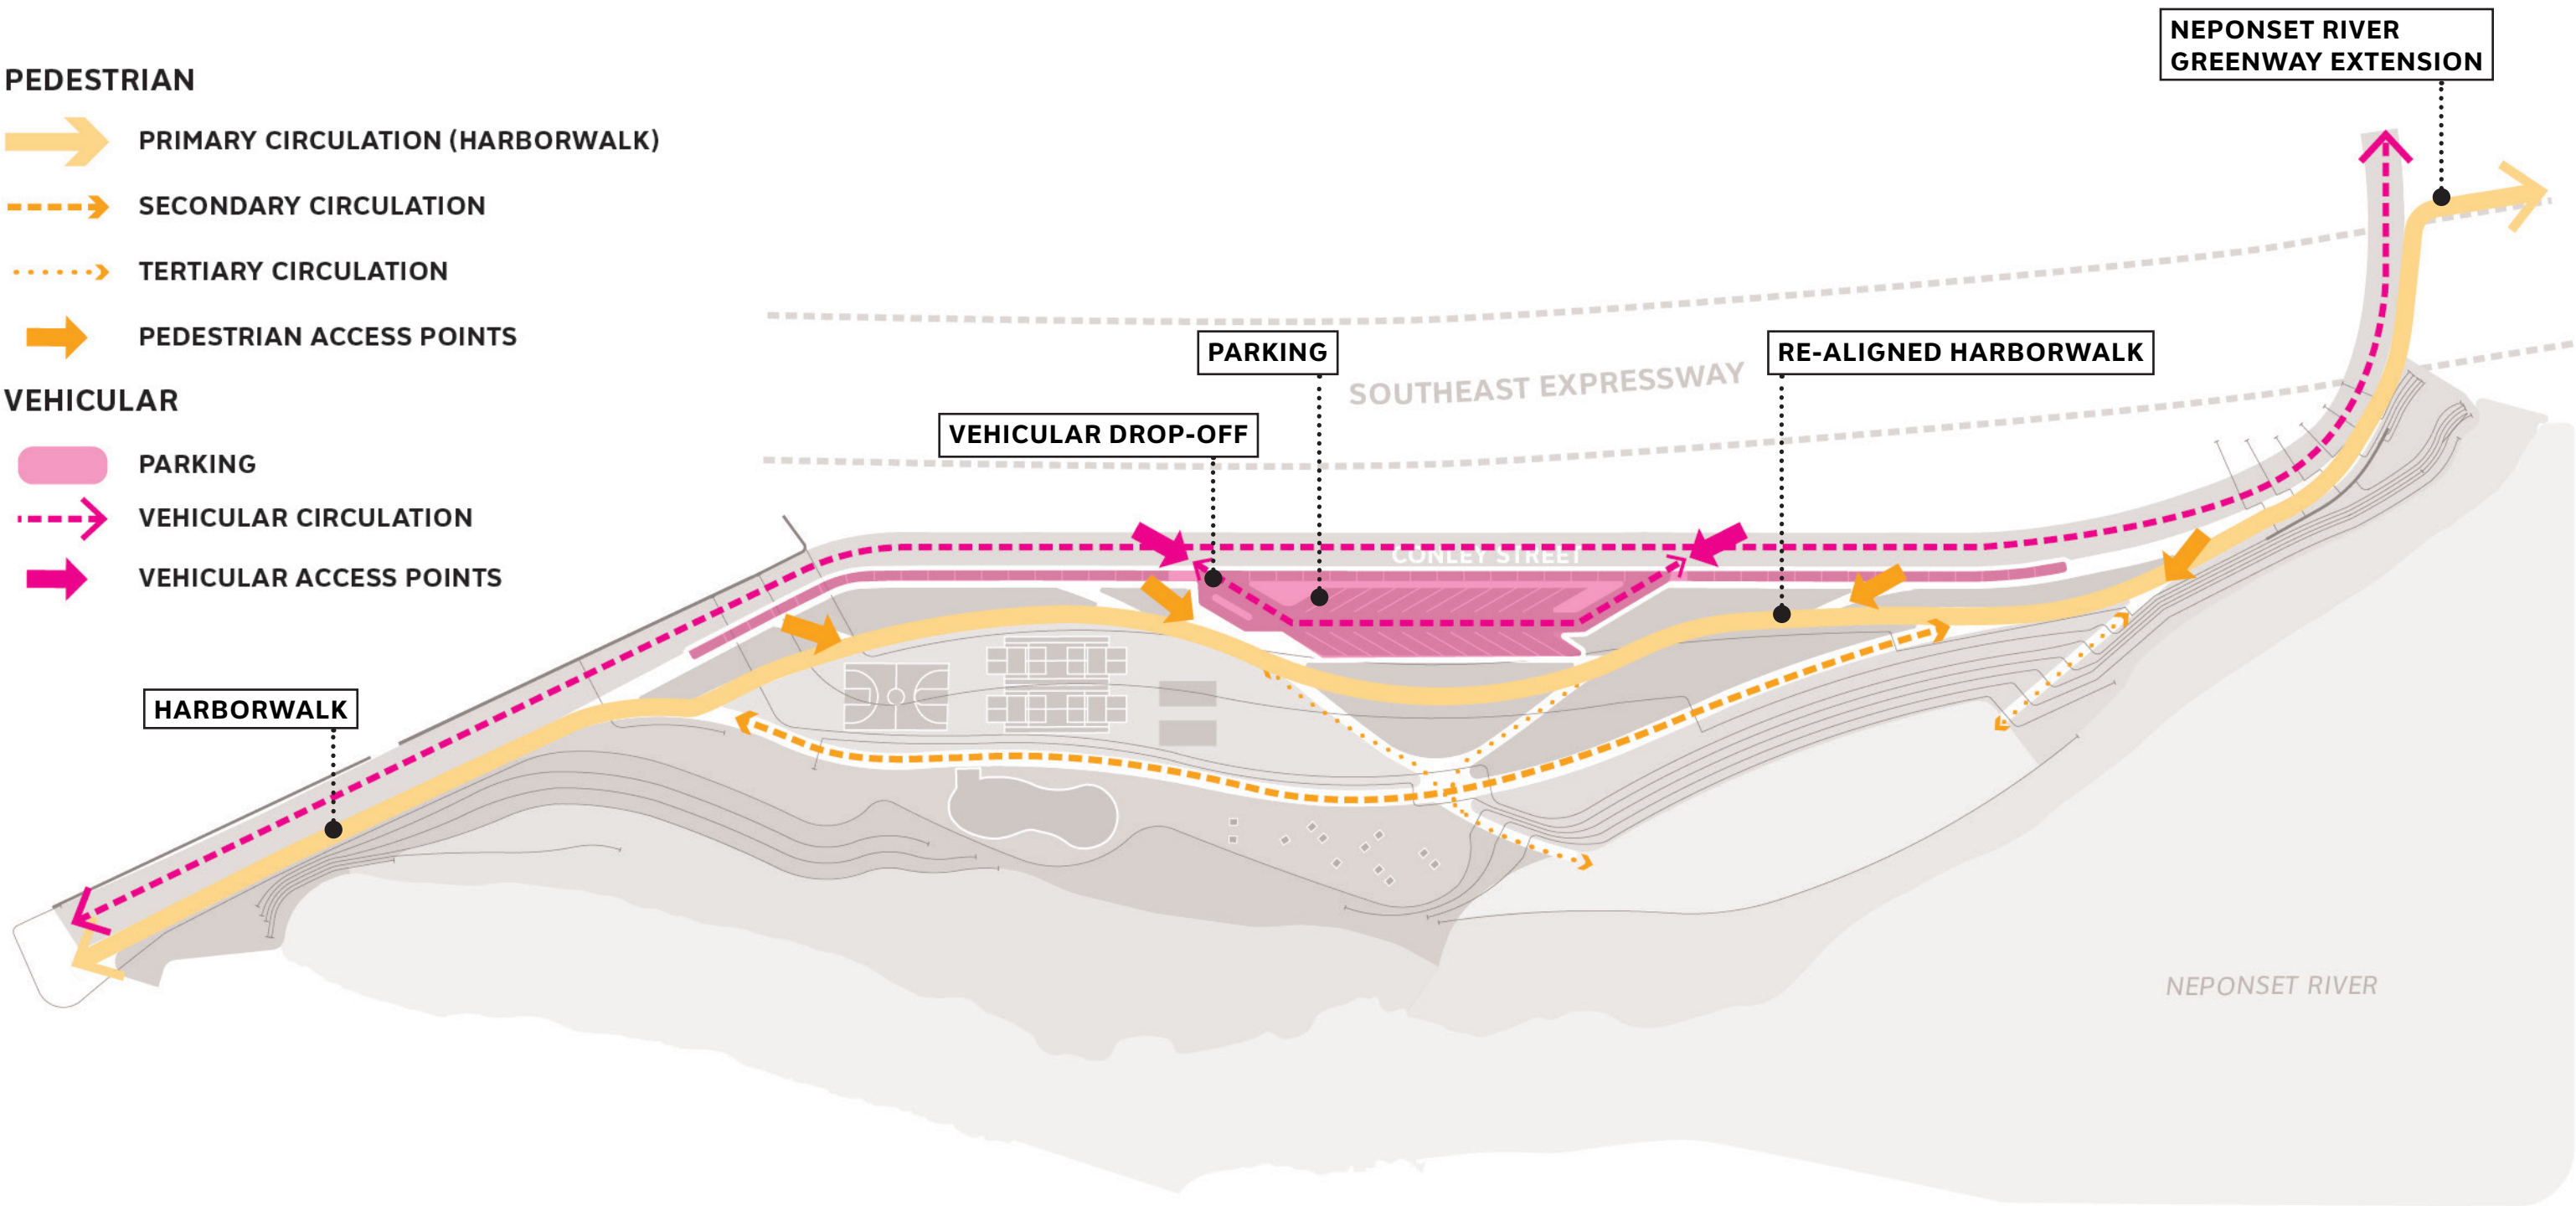 NEPONSET RIVER
GREENWAY EXTENSION
PEDESTRIAN
PRIMARY CIRCULATION (HARBORWALK)
SECONDARY CIRCULATION
TERTIARY CIRCULATION
PEDESTRIAN ACCESS POINTS
VEHICULAR
PARKING
VEHICULAR CIRCULATION
VEHICULAR ACCESS POINTS
PARKING
RE-ALIGNED HARBORWALK
SOUTHEAST EXPRESSWAY
VEHICULAR DROP-OFF
CONLEY STREET
HARBORWALK
NEPONSET RIVER